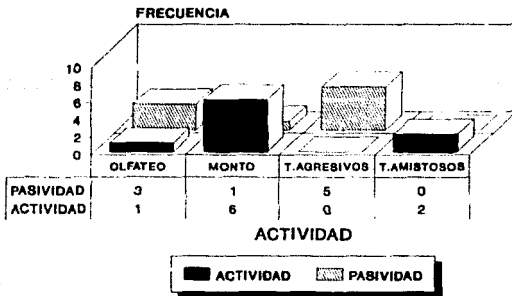 FRECUENCIA
10
8
6
4
2
0
OLFATEO MONTO T.AGRESIVOS T.AMISTOSOS
PASIVIDAD 3 1 5 0
ACTIVIDAD 1 6 0 2
ACTIVIDAD
ACTIVIDAD PASIVIDAD